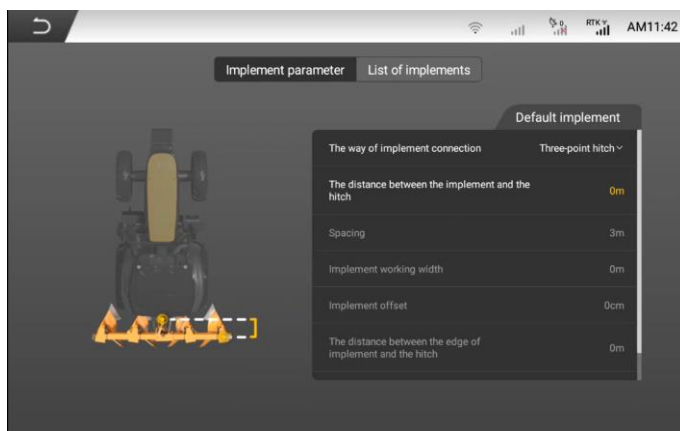 0
RTK
AM11:42
Implement parameter
List of implements
Default implement
The way of implement connection
Three-point hitch
The distance between the implement and the
hitch
0m
Spacing
3m
Implement working width
0m
Implement offset
0cm
The distance between the edge of
implement and the hitch
0m